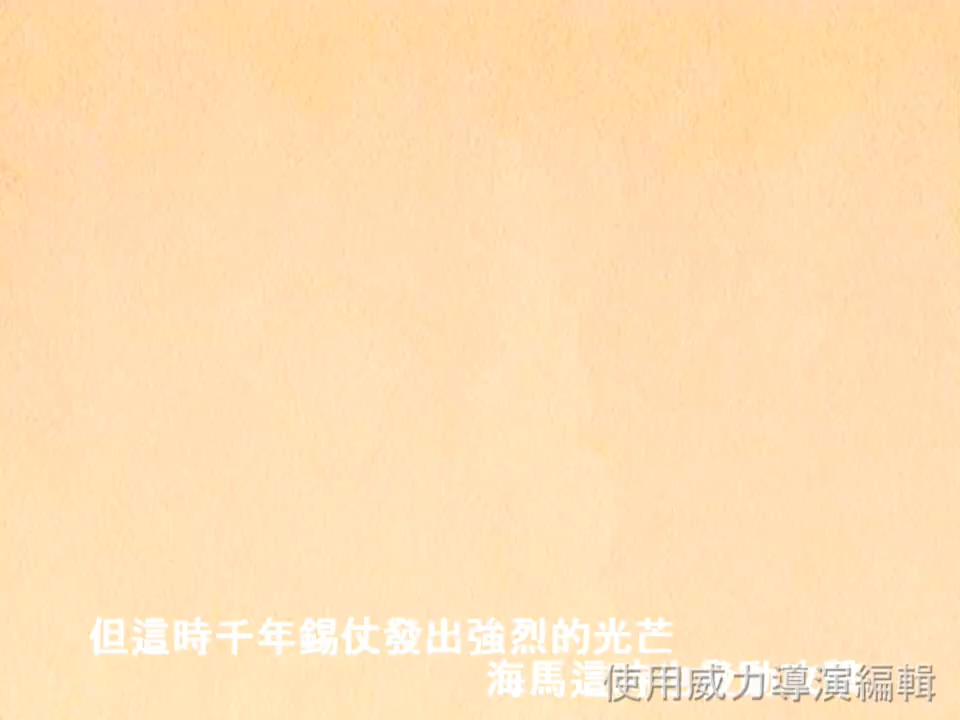 但這時千年錫仗發出強烈的光芒
海馬這
使用威力導演編輯